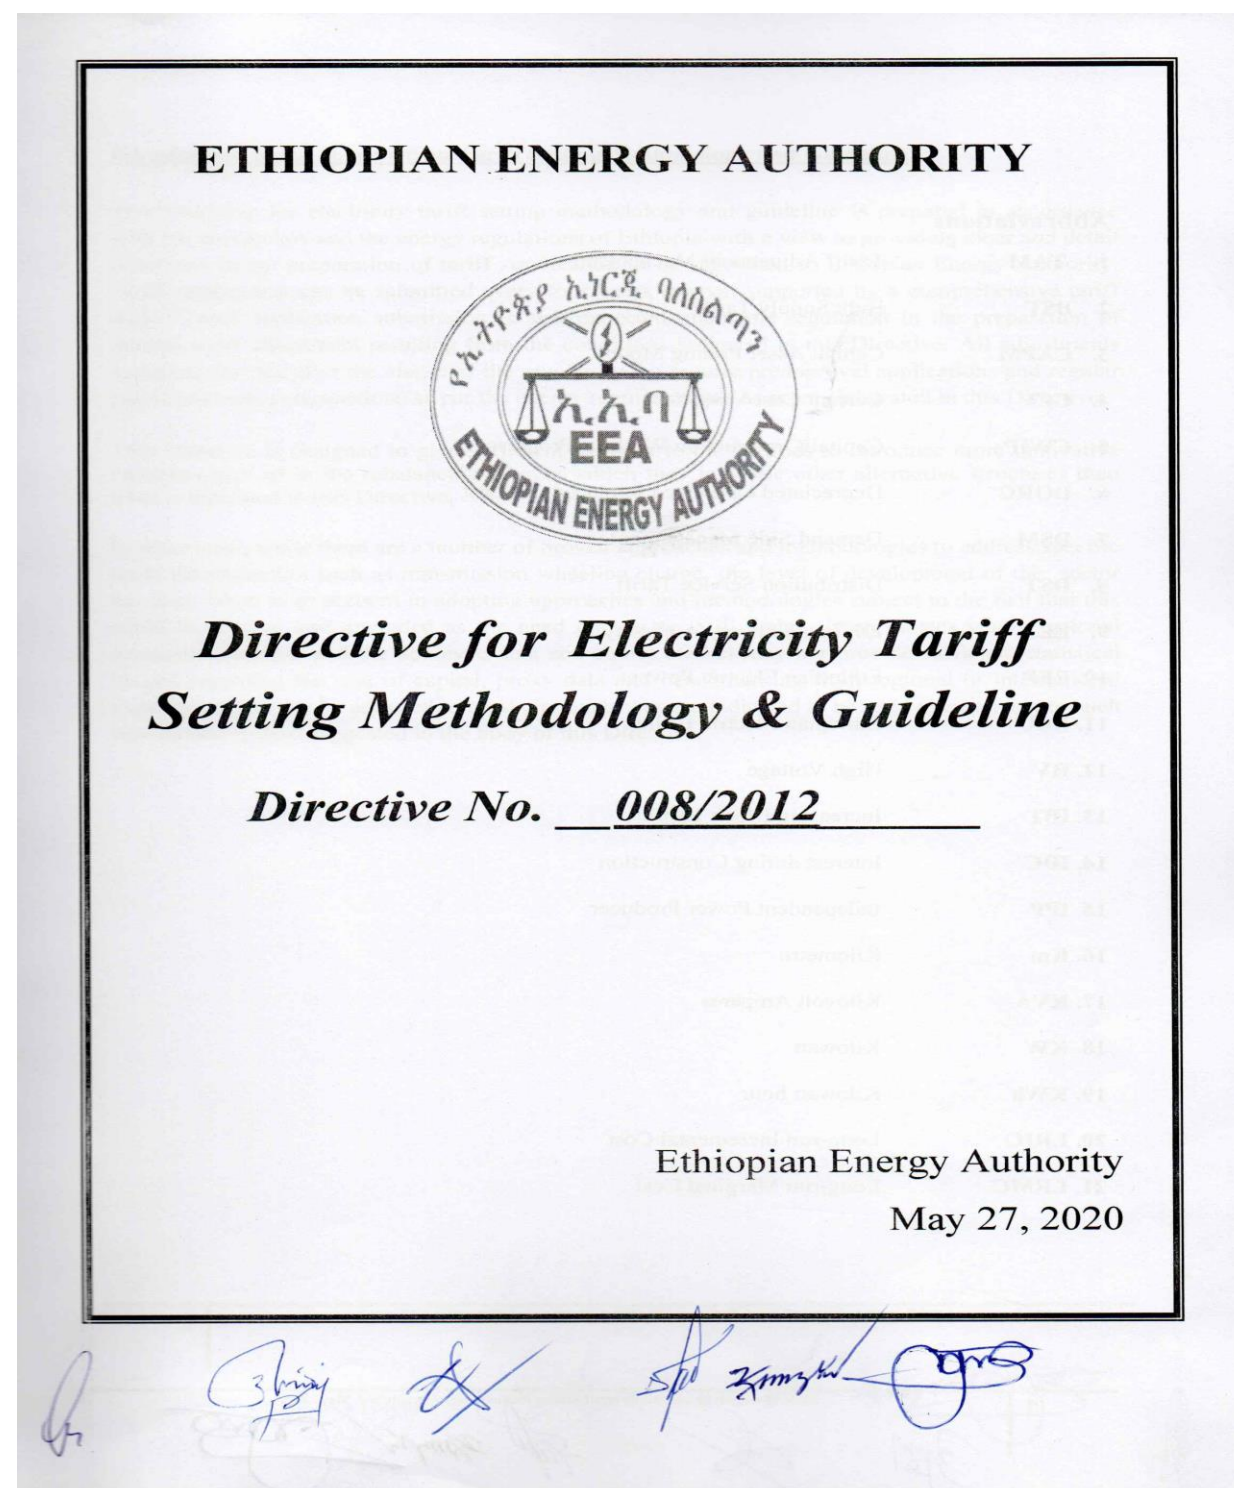 ETHIOPIAN ENERGY AUTHORITY
የኢትዮጵያ ኢነርጂ ባለስልጣን
ኢ.ኢ.ባ
EEA
ETHIOPIAN ENERGY AUTHORITY
Directive for Electricity Tariff
Setting Methodology & Guideline
Directive No. 008/2012
Ethiopian Energy Authority
May 27, 2020